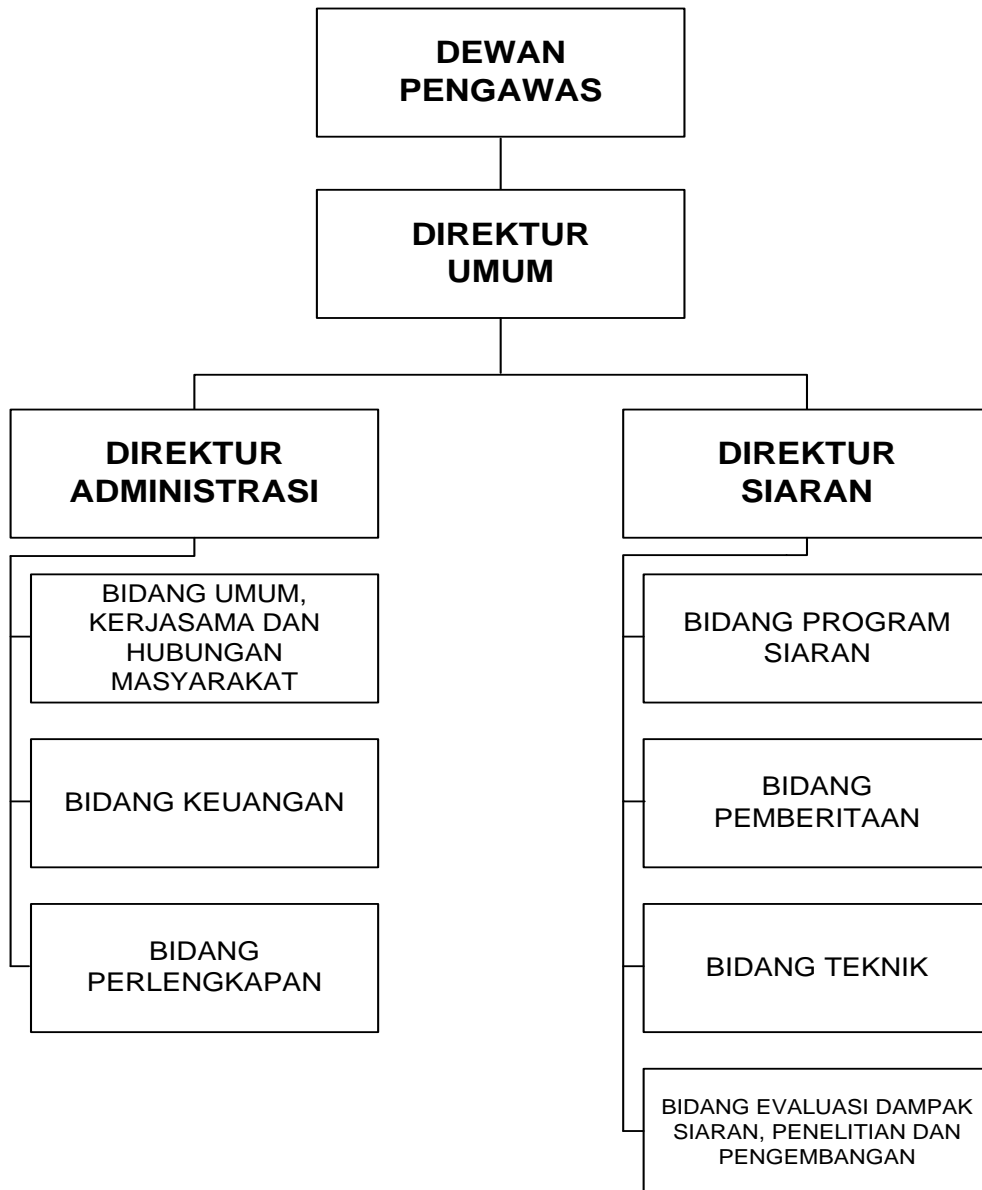 DEWAN
PENGAWAS
DIREKTUR
UMUM
DIREKTUR
ADMINISTRASI
BIDANG UMUM,
KERJASAMA DAN
HUBUNGAN
MASYARAKAT
BIDANG KEUANGAN
BIDANG
PERLENGKAPAN
DIREKTUR
SIARAN
BIDANG PROGRAM
SIARAN
BIDANG
PEMBERITAAN
BIDANG TEKNIK
BIDANG EVALUASI DAMPAK
SIARAN, PENELITIAN DAN
PENGEMBANGAN